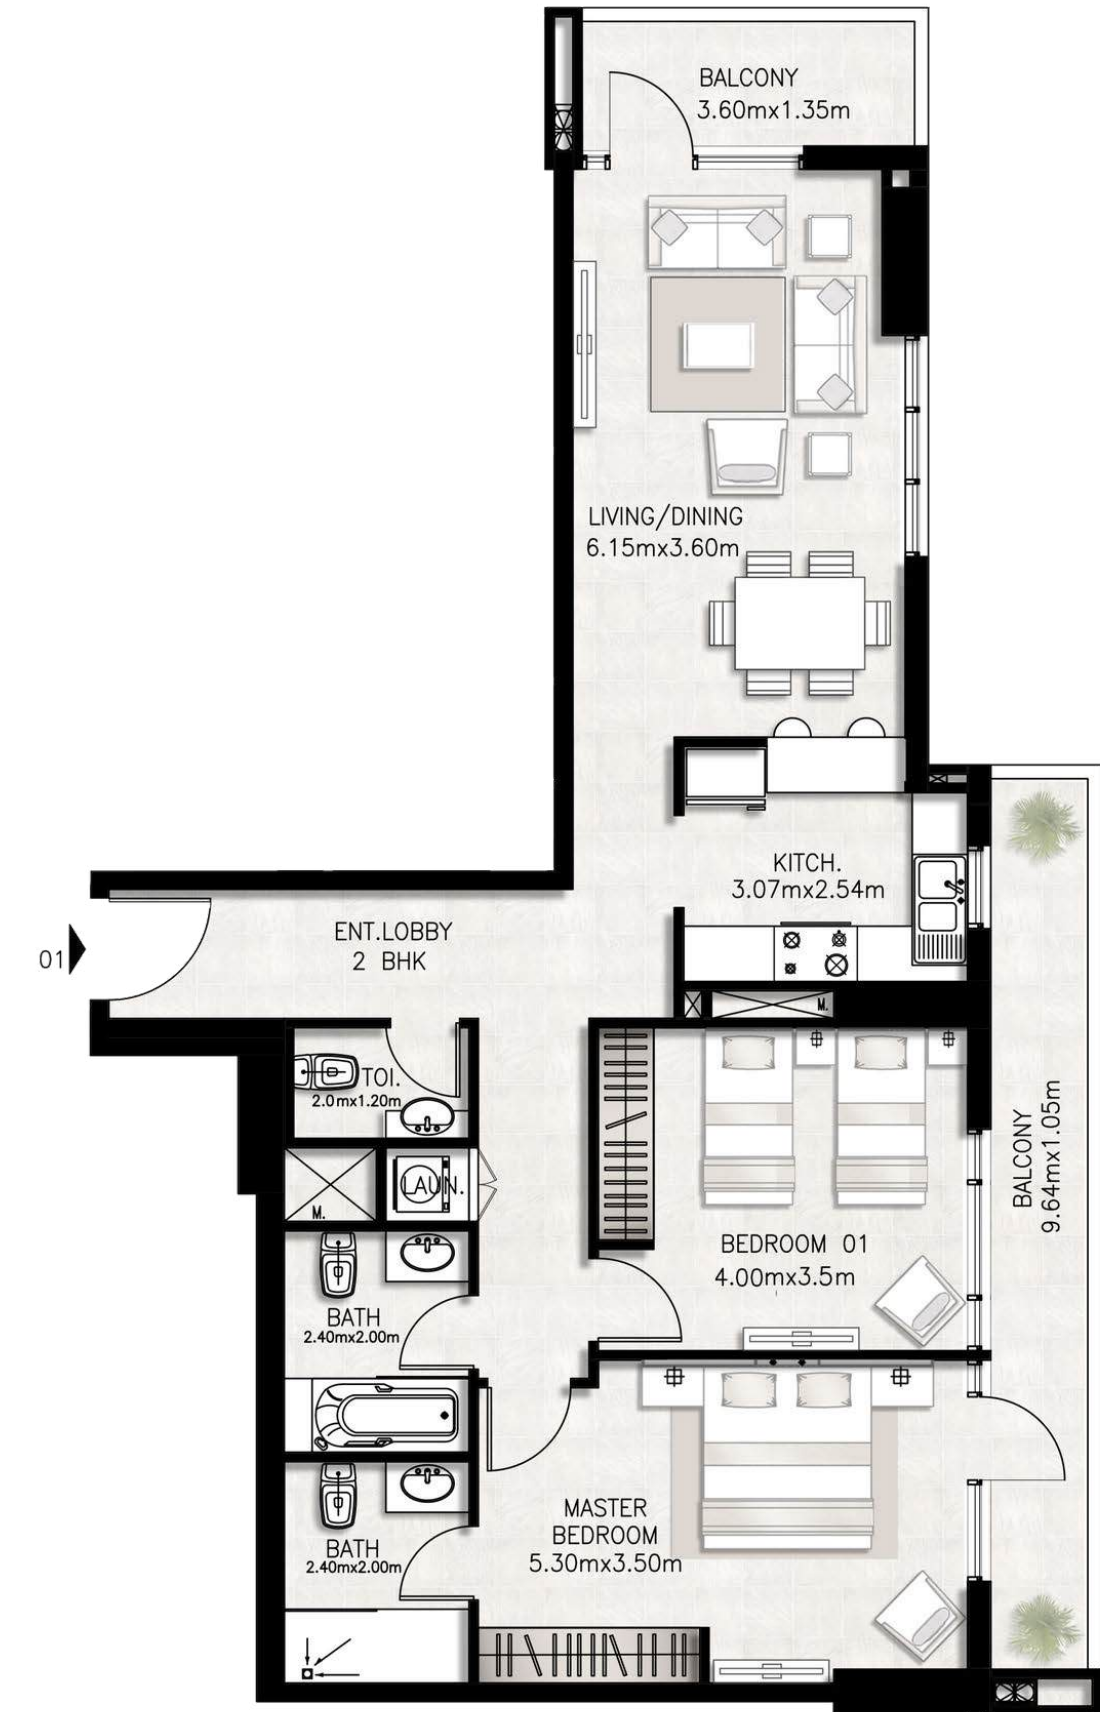 BALCONY
3.60mx1.35m
LIVING/DINING
6.15mx3.60m
KITCH.
3.07mx2.54m
01
ENT.LOBBY
2 BHK
M.
TOI.
2.0mx1.20m
LAUN.
M.
BALCONY
9.64mx1.05m
BEDROOM 01
4.00mx3.5m
BATH
2.40mx2.00m
MASTER
BEDROOM
5.30mx3.50m
BATH
2.40mx2.00m